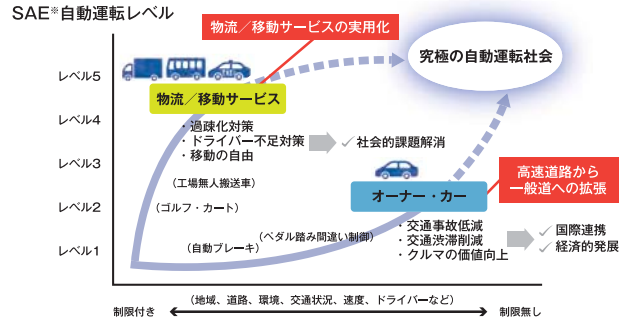 SAE※自動運転レベル
物流／移動サービスの実用化
究極の自動運転社会
レベル5
物流／移動サービス
レベル4
・過疎化対策
・ドライバー不足対策
・移動の自由
✓社会的課題解消
レベル3
高速道路から
一般道への拡張
（工場無人搬送車）
オーナー・カー
レベル2
（ゴルフ・カート）
・交通事故低減
・交通渋滞削減
・クルマの価値向上
✓国際連携
✓経済的発展
（ペダル踏み間違い制御）
レベル1
（自動ブレーキ）
（地域、道路、環境、交通状況、速度、ドライバーなど）
制限付き
制限無し